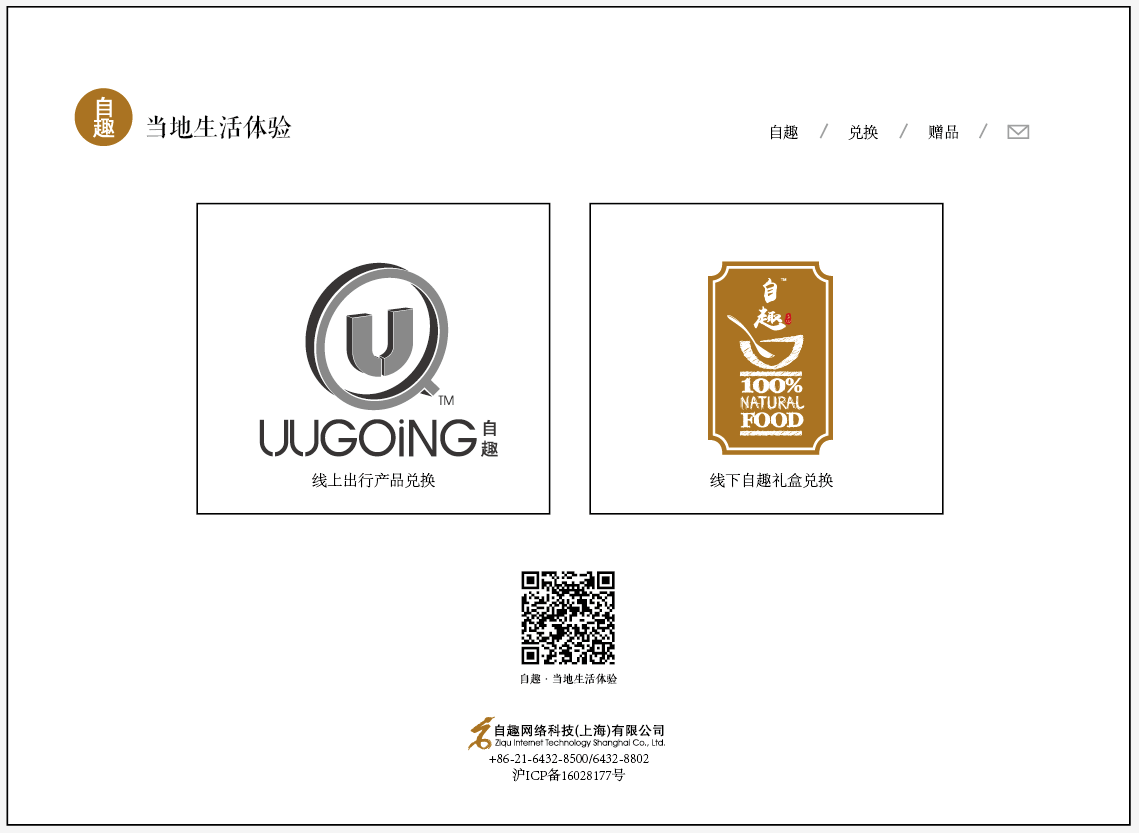 自趣
当地生活体验
自趣 / 兑换 / 赠品 /
TM
UUGOiNG 自趣
线上出行产品兑换
自趣 TM
100%
NATURAL
FOOD
线下自趣礼盒兑换
自趣 · 当地生活体验
自趣网络科技(上海)有限公司
Ziqu Internet Technology Shanghai Co., Ltd.
+86-21-6432-8500/6432-8802
沪ICP备16028177号